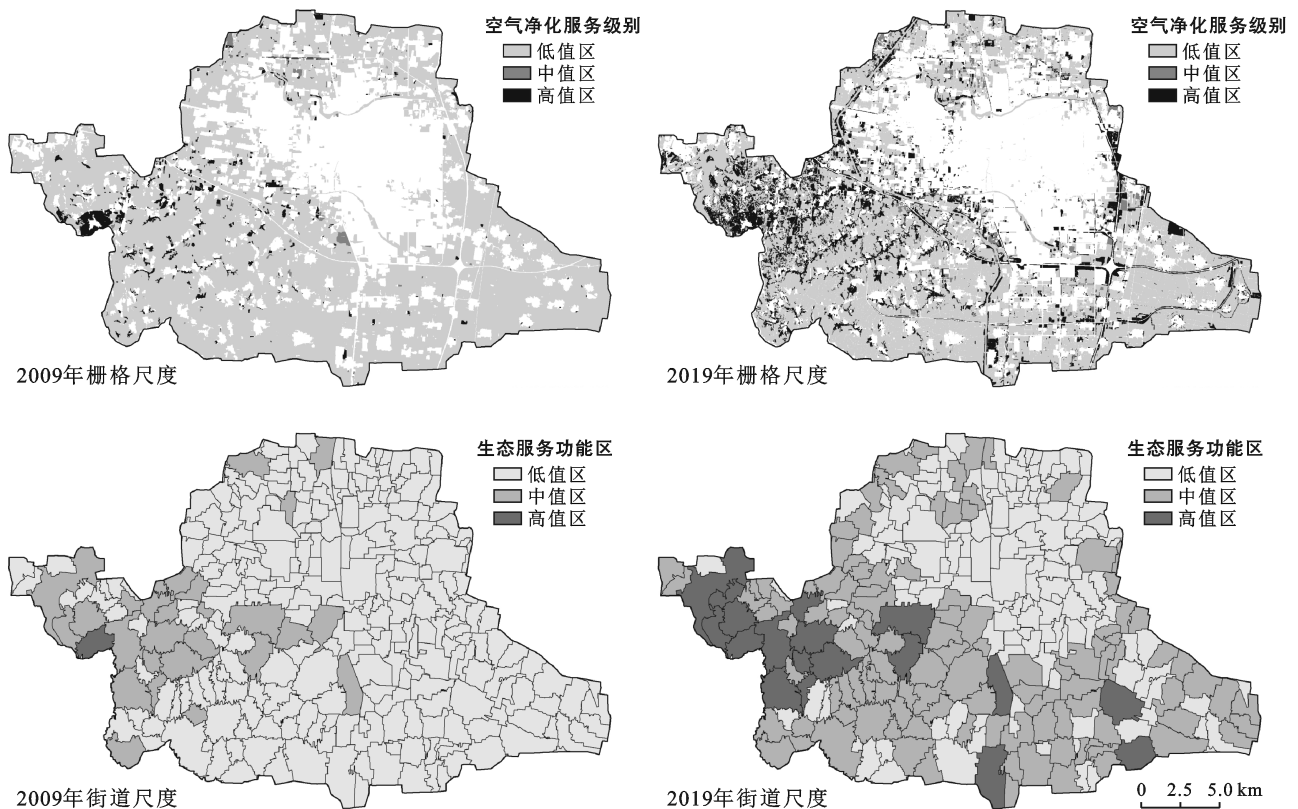 空气净化服务级别
低值区
中值区
高值区
2009年栅格尺度
空气净化服务级别
低值区
中值区
高值区
2019年栅格尺度
生态服务功能区
低值区
中值区
高值区
2009年街道尺度
生态服务功能区
低值区
中值区
高值区
2019年街道尺度
0 2.5 5.0 km